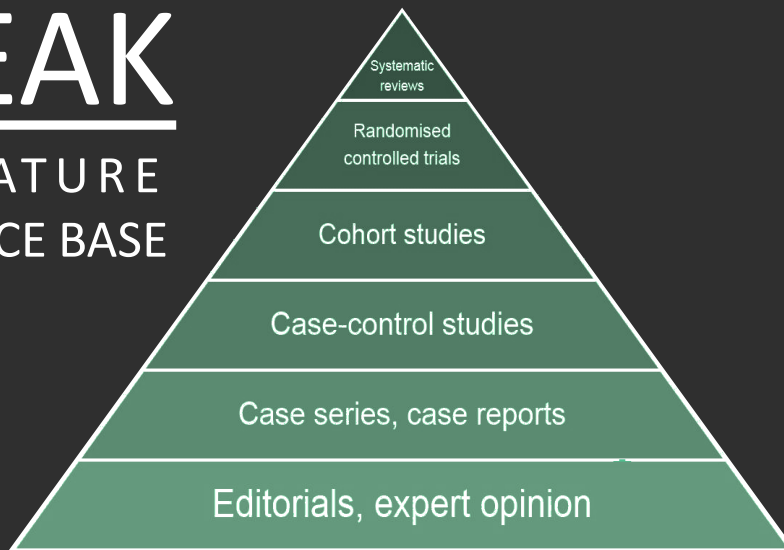 EAK
ATURE
CE BASE
Systematic
reviews
Randomised
controlled trials
Cohort studies
Case-control studies
Case series, case reports
Editorials, expert opinion